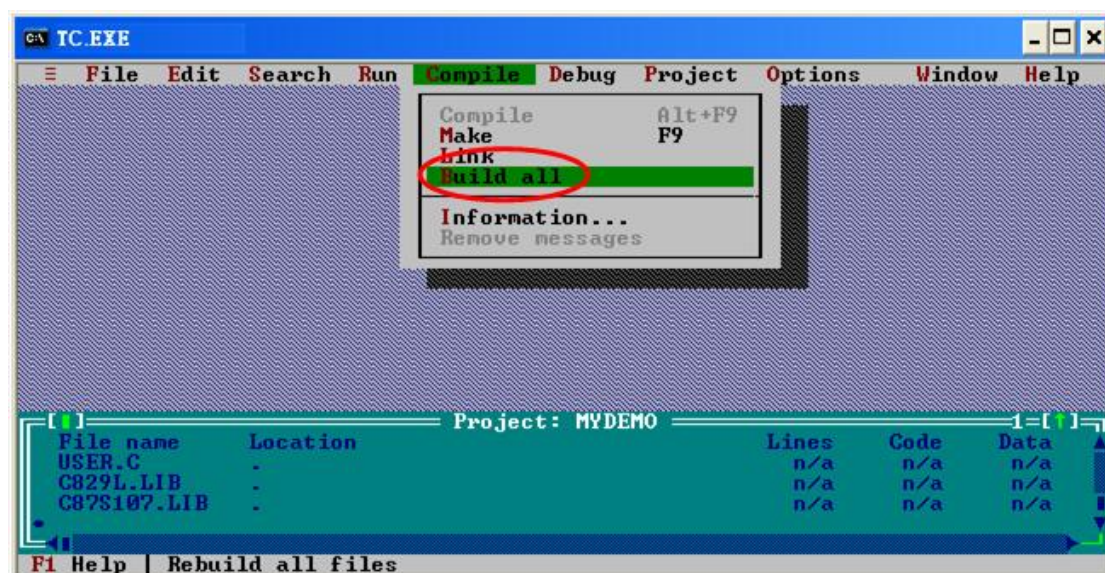 TC.EXE
≡ File Edit Search Run Compile Debug Project Options Window Help
Compile Alt+F9
Make F9
Link
Build all
Information...
Remove messages
Project: MYDEMO 1=[↑]
File name Location Lines Code Data
USER.C . n/a n/a n/a
C829L.LIB . n/a n/a n/a
C87S107.LIB . n/a n/a n/a
F1 Help | Rebuild all files